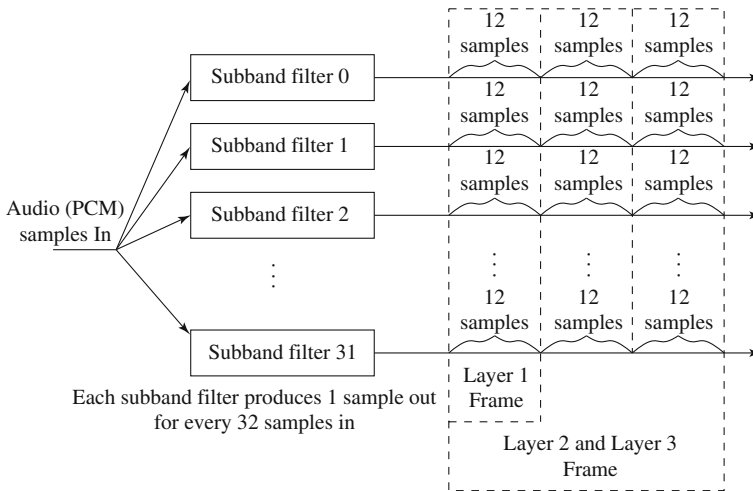 12
samples
12
samples
12
samples
Subband filter 0
12
samples
12
samples
12
samples
Subband filter 1
12
samples
12
samples
12
samples
Subband filter 2
Audio (PCM)
samples In
12
samples
12
samples
12
samples
Subband filter 31
Each subband filter produces 1 sample out
for every 32 samples in
Layer 1
Frame
Layer 2 and Layer 3
Frame